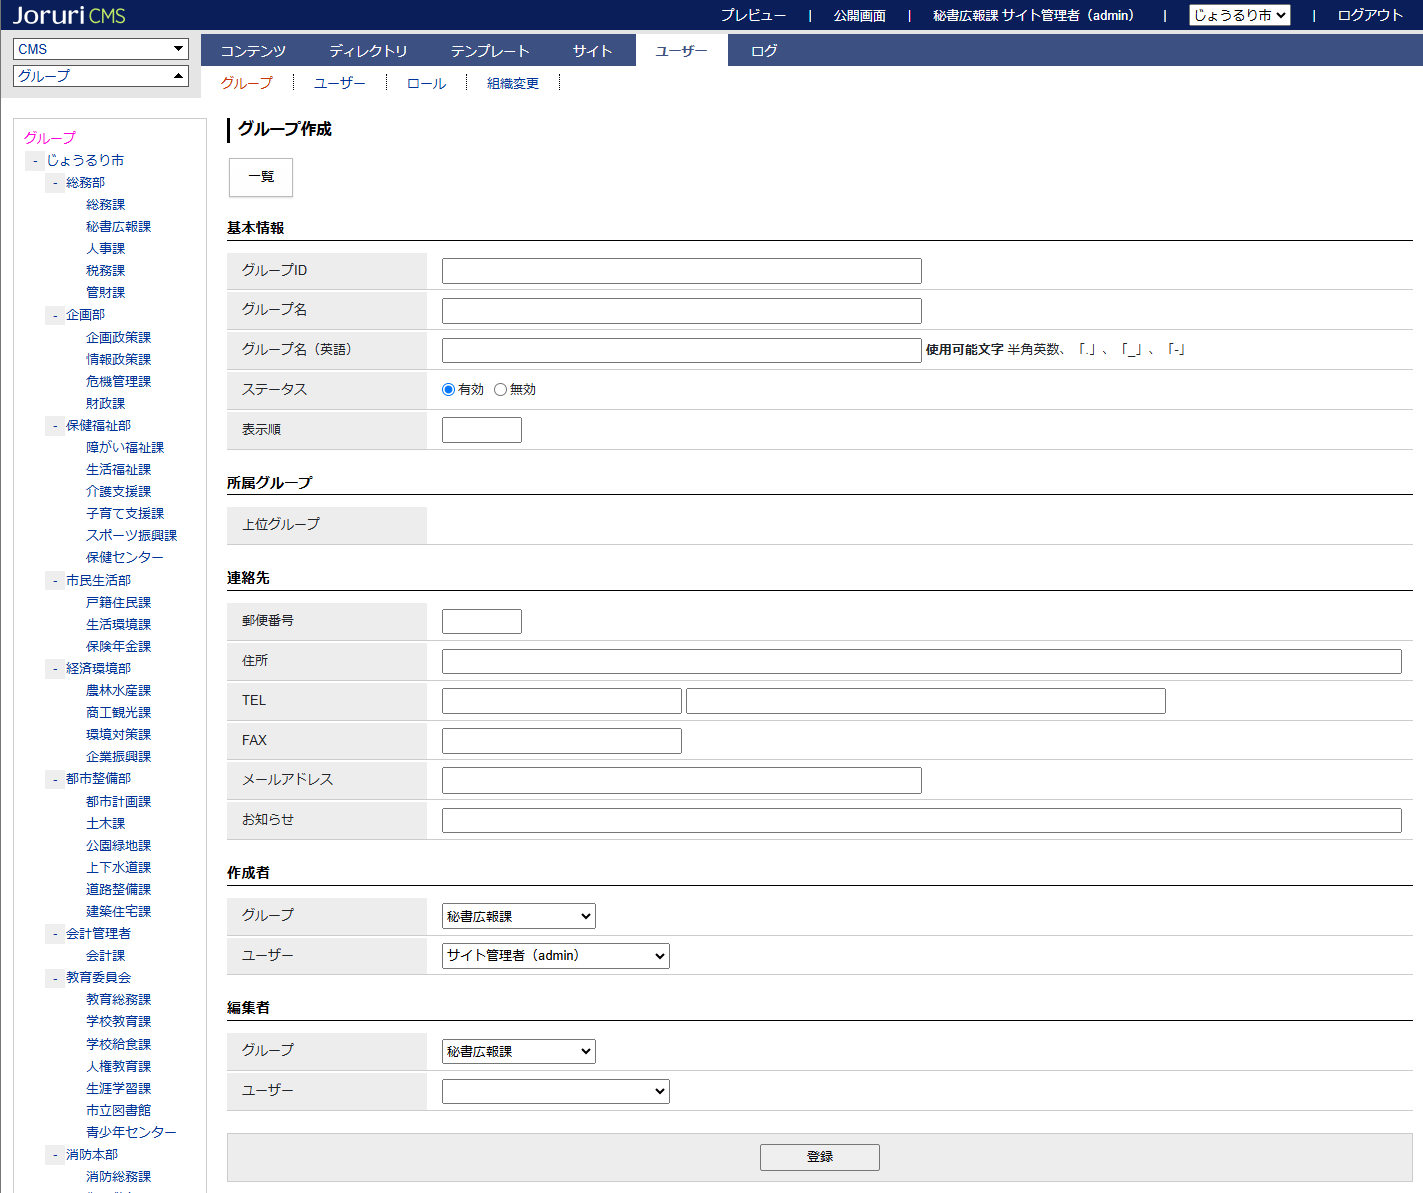 Joruri CMS
プレビュー | 公開画面 | 秘書広報課 サイト管理者（admin） | じょうるり市 | ログアウト
CMS
グループ
コンテンツ ディレクトリ テンプレート サイト ユーザー ログ
グループ ユーザー ロール 組織変更
グループ
- じょうるり市
- 総務部
総務課
秘書広報課
人事課
税務課
管財課
- 企画部
企画政策課
情報政策課
危機管理課
財政課
- 保健福祉部
障がい福祉課
生活福祉課
介護支援課
子育て支援課
スポーツ振興課
保健センター
- 市民生活部
戸籍住民課
生活環境課
保険年金課
- 経済環境部
農林水産課
商工観光課
環境対策課
企業振興課
- 都市整備部
都市計画課
土木課
公園緑地課
上下水道課
道路整備課
建築住宅課
- 会計管理者
会計課
- 教育委員会
教育総務課
学校教育課
学校給食課
人権教育課
生涯学習課
市立図書館
青少年センター
- 消防本部
消防総務課
グループ作成
一覧
基本情報
グループID
グループ名
グループ名（英語） 使用可能文字 半角英数、「.」、「_」、「-」
ステータス 有効 無効
表示順
所属グループ
上位グループ
連絡先
郵便番号
住所
TEL
FAX
メールアドレス
お知らせ
作成者
グループ 秘書広報課
ユーザー サイト管理者（admin）
編集者
グループ 秘書広報課
ユーザー
登録